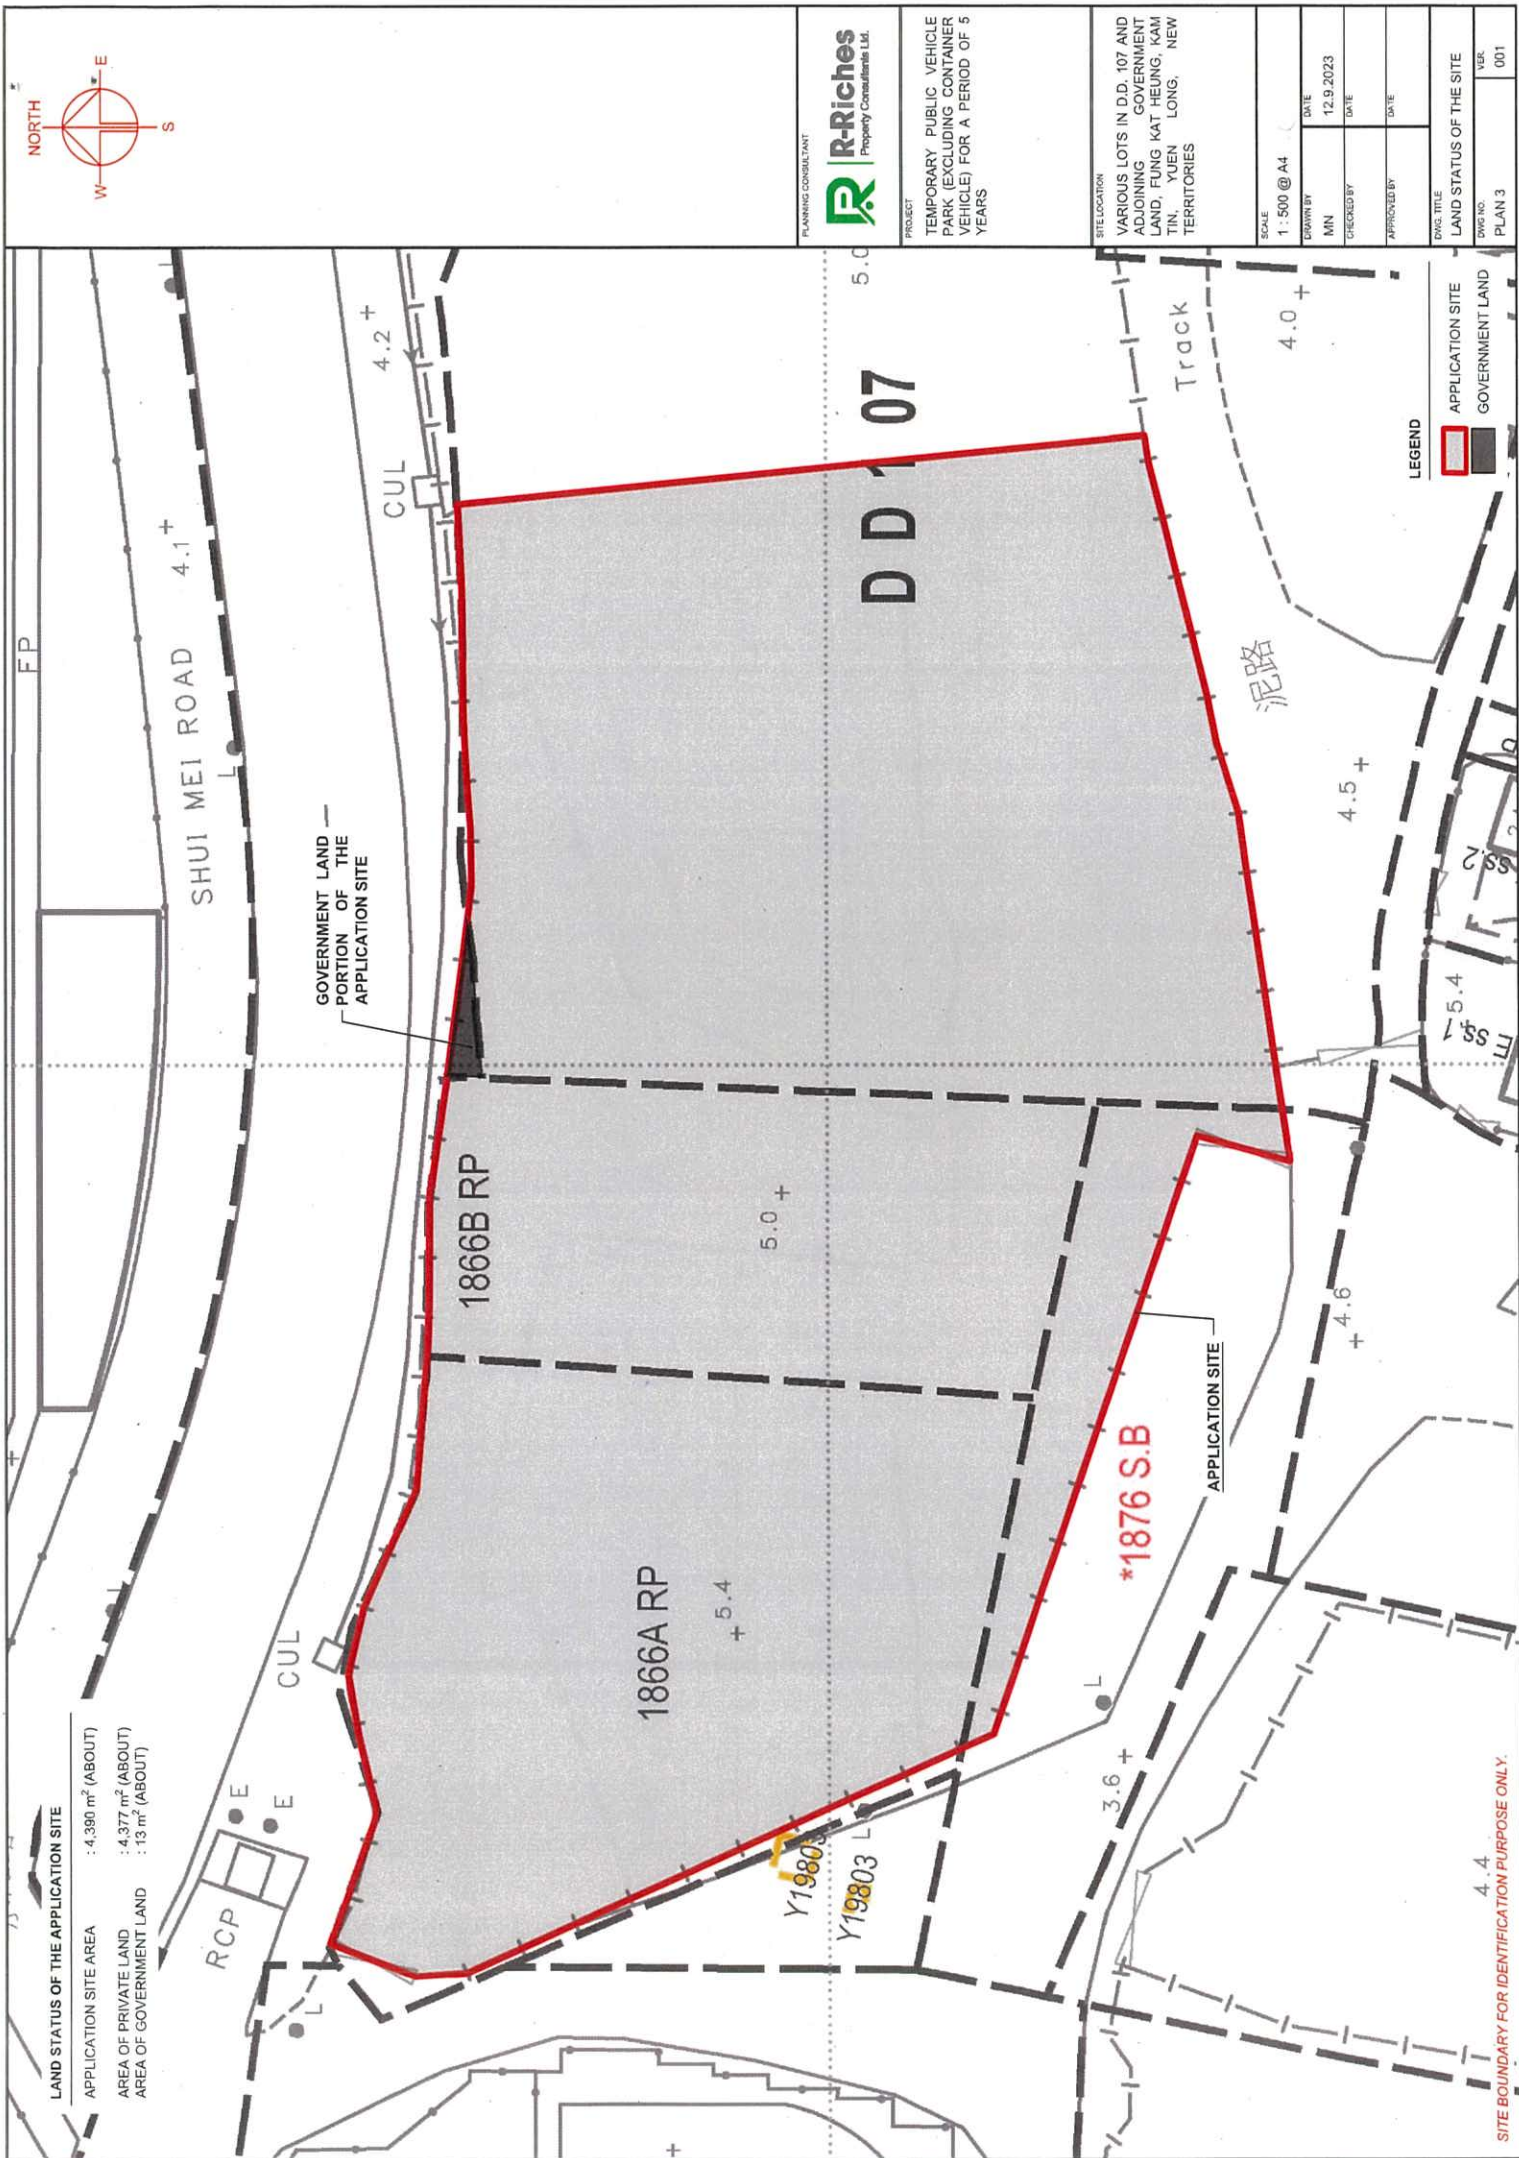 LAND STATUS OF THE APPLICATION SITE
APPLICATION SITE AREA : 4,390 m² (ABOUT)
AREA OF PRIVATE LAND : 4,377 m² (ABOUT)
AREA OF GOVERNMENT LAND : 13 m² (ABOUT)
FP
SHUI MEI ROAD
4.1
L
L
L
CUL
4.2
GOVERNMENT LAND
PORTION OF THE
APPLICATION SITE
CUL
RCP
E
E
L
1866B RP
1866A RP
5.4
5.0
5.0
D D 1 07
Y19803
Y19803
L
*1876 S.B
APPLICATION SITE
L
3.6
4.6
4.5
4.4
泥路
Track
4.0
SS.1
5.4
SS.2
LEGEND
APPLICATION SITE
GOVERNMENT LAND
SITE BOUNDARY FOR IDENTIFICATION PURPOSE ONLY.
NORTH
W
E
S
PLANNING CONSULTANT
R-Riches
Property Consultants Ltd.
PROJECT
TEMPORARY PUBLIC VEHICLE
PARK (EXCLUDING CONTAINER
VEHICLE) FOR A PERIOD OF 5
YEARS
SITE LOCATION
VARIOUS LOTS IN D.D. 107 AND
ADJOINING GOVERNMENT
LAND, FUNG KAT HEUNG, KAM
TIN, YUEN LONG, NEW
TERRITORIES
SCALE
1 : 500 @ A4
DRAWN BY
MN
DATE
12.9.2023
CHECKED BY
DATE
APPROVED BY
DATE
DWG. TITLE
LAND STATUS OF THE SITE
DWG NO.
PLAN 3
VER.
001